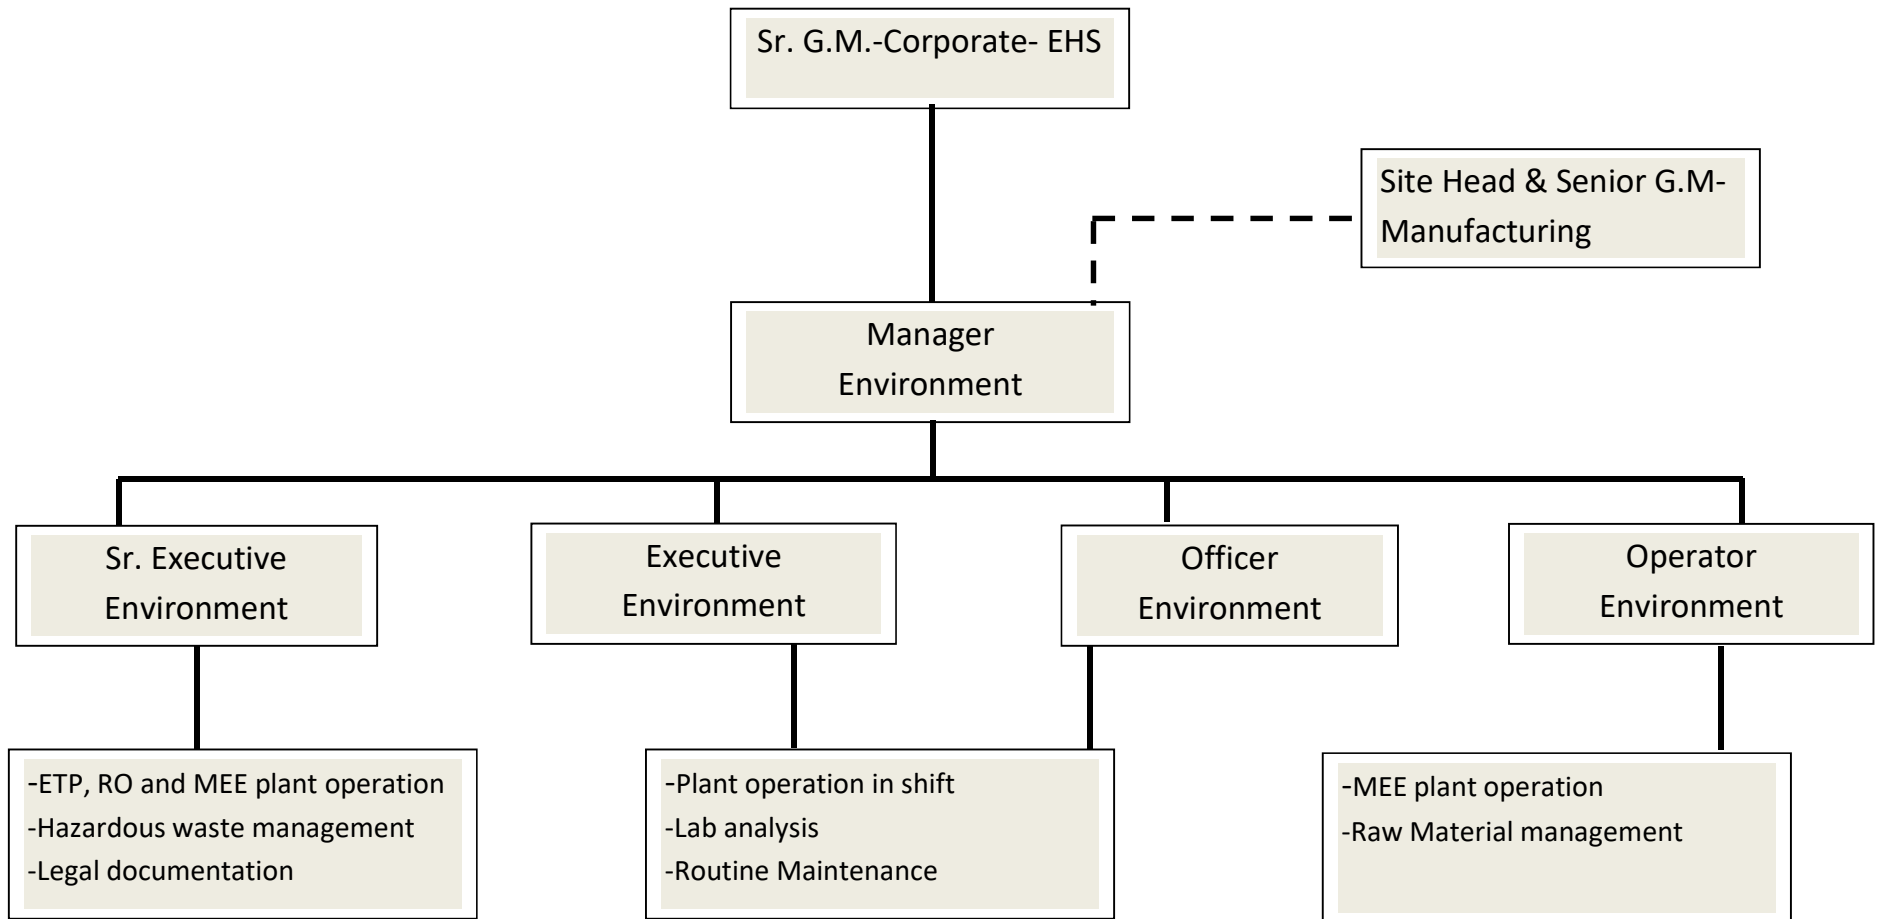 Sr. G.M.-Corporate- EHS
Site Head & Senior G.M-
Manufacturing
Manager
Environment
Sr. Executive
Environment
Executive
Environment
Officer
Environment
Operator
Environment
-ETP, RO and MEE plant operation
-Hazardous waste management
-Legal documentation
-Plant operation in shift
-Lab analysis
-Routine Maintenance
-MEE plant operation
-Raw Material management